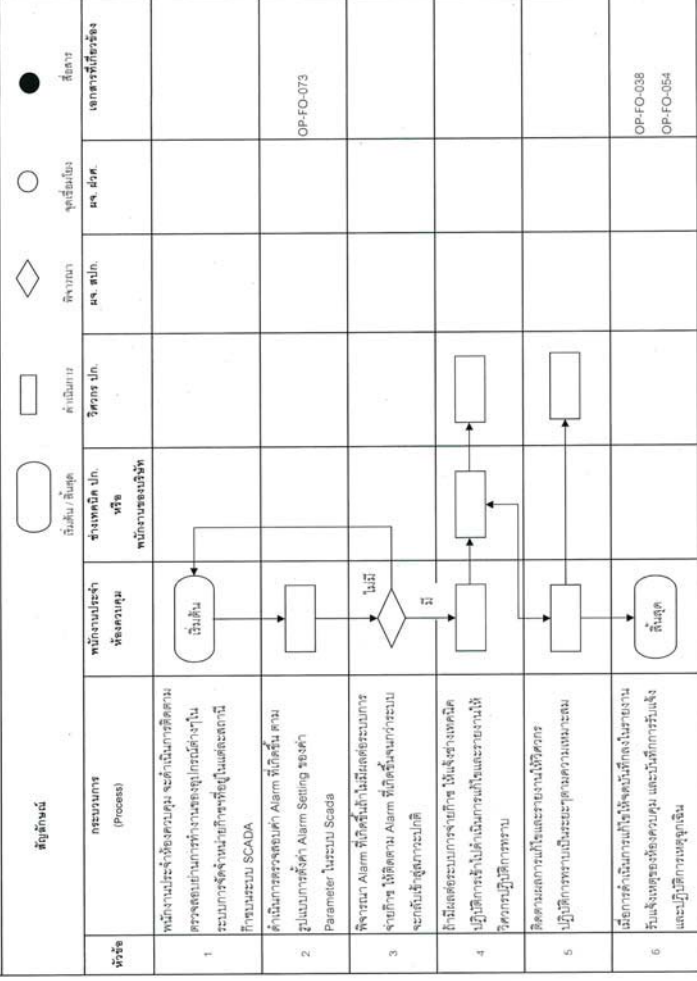 สัญลักษณ์
เริ่มต้น / สิ้นสุด
ดำเนินการ
พิจารณา
จุดเชื่อมโยง
สื่อสาร
หัวข้อ
กระบวนการ
(Process)
พนักงานประจำ
ห้องควบคุม
ช่างเทคนิค ปก.
หรือ
พนักงานของบริษัท
วิศวกร ปก.
ผจ. สปก.
ผจ. ฝวศ.
เอกสารที่เกี่ยวข้อง
1
พนักงานประจำห้องควบคุม จะดำเนินการติดตาม
ตรวจสอบผ่านการทำงานของอุปกรณ์ต่างๆใน
ระบบการจัดจำหน่ายก๊าซฯที่อยู่ในแต่ละสถานี
ก๊าซบนระบบ SCADA
เริ่มต้น
2
ดำเนินการตรวจสอบค่า Alarm ที่เกิดขึ้น ตาม
รูปแบบการตั้งค่า Alarm Setting ของค่า
Parameter ในระบบ Scada
OP-FO-073
3
พิจารณา Alarm ที่เกิดขึ้นถ้าไม่มีผลต่อระบบการ
จ่ายก๊าซฯ ให้ติดตาม Alarm ที่เกิดขึ้นจนกว่าระบบ
จะกลับเข้าสู่สภาวะปกติ
ไม่มี
มี
4
ถ้ามีผลต่อระบบการจ่ายก๊าซฯ ให้แจ้งช่างเทคนิค
ปฏิบัติการเข้าไปดำเนินการแก้ไขและรายงานให้
วิศวกรปฏิบัติการทราบ
5
ติดตามผลการแก้ไขและรายงานให้วิศวกร
ปฏิบัติการทราบเป็นระยะๆตามความเหมาะสม
6
เมื่อการดำเนินการแก้ไขให้จดบันทึกลงในรายงาน
รับแจ้งเหตุของห้องควบคุม และบันทึกการรับแจ้ง
และปฏิบัติการเหตุฉุกเฉิน
สิ้นสุด
OP-FO-038
OP-FO-054